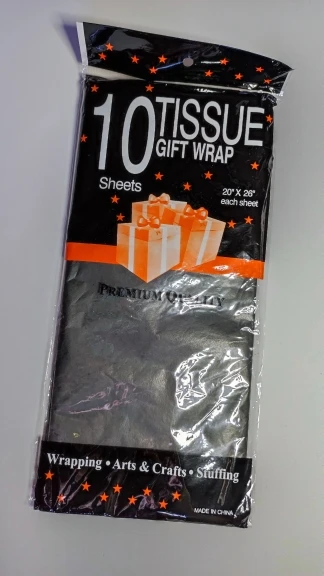 10 TISSUE
GIFT WRAP
Sheets
20" X 26"
each sheet
PREMIUM QUALITY
Wrapping • Arts & Crafts • Stuffing
MADE IN CHINA